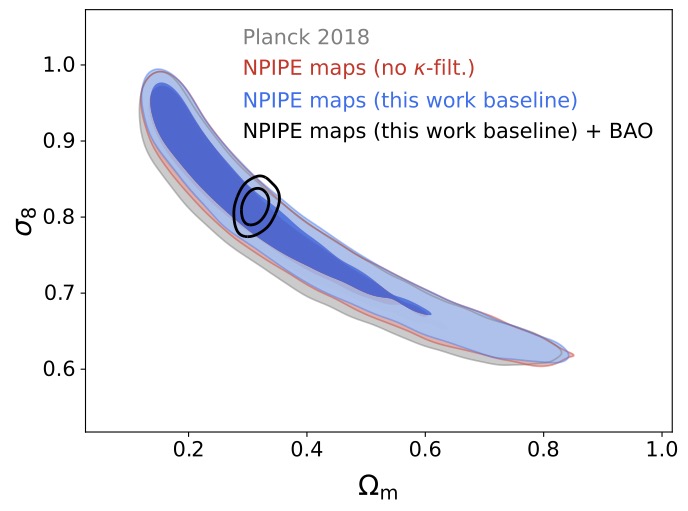 Planck 2018
NPIPE maps (no κ-filt.)
NPIPE maps (this work baseline)
NPIPE maps (this work baseline) + BAO
1.0
0.9
0.8
0.7
0.6
σ8
0.2 0.4 0.6 0.8 1.0
Ωm